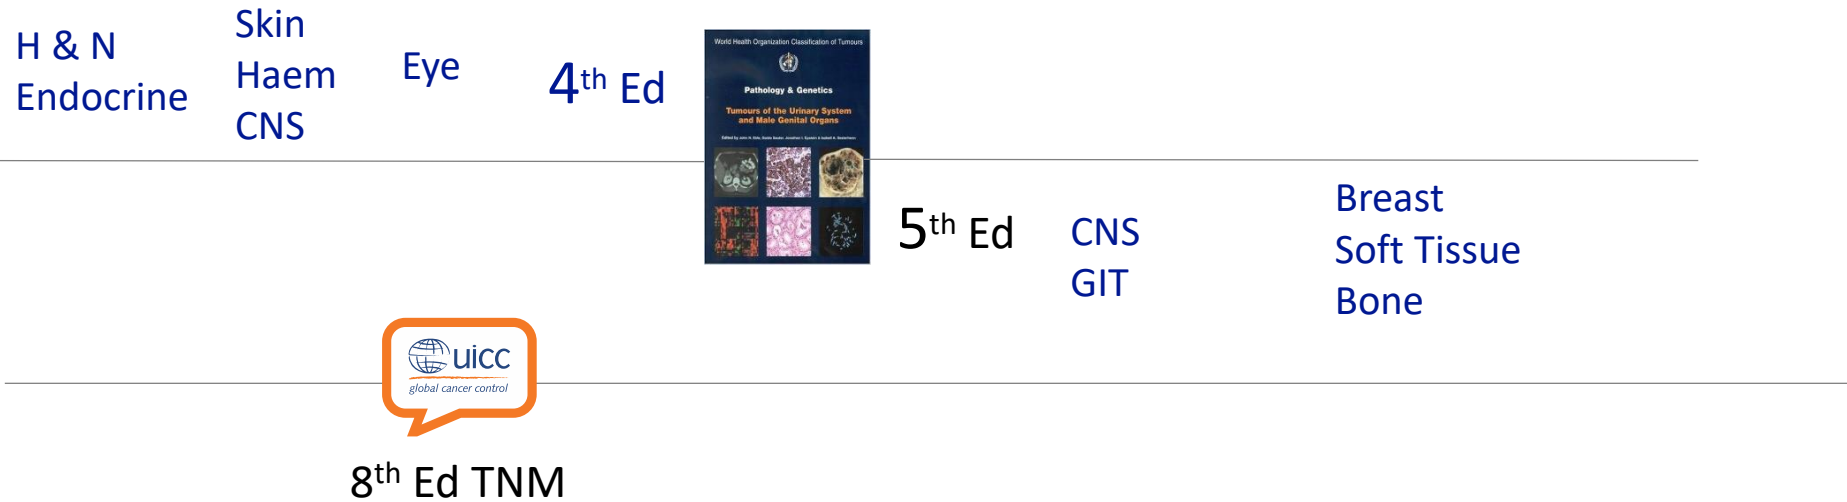 H & N
Endocrine
Skin
Haem
CNS
Eye
4th Ed
World Health Organization Classification of Tumours
Pathology & Genetics
Tumours of the Urinary System
and Male Genital Organs
5th Ed
CNS
GIT
Breast
Soft Tissue
Bone
uicc
global cancer control
8th Ed TNM